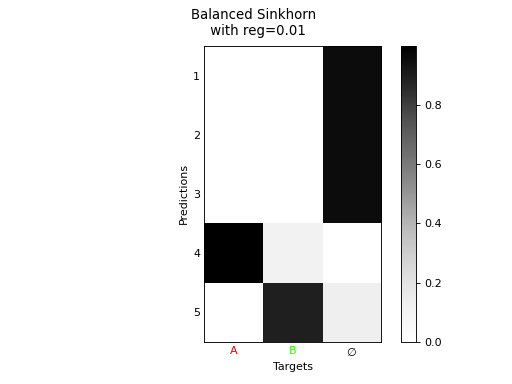 Balanced Sinkhorn
with reg=0.01
Predictions
1
2
3
4
5
A B ∅
Targets
0.8
0.6
0.4
0.2
0.0